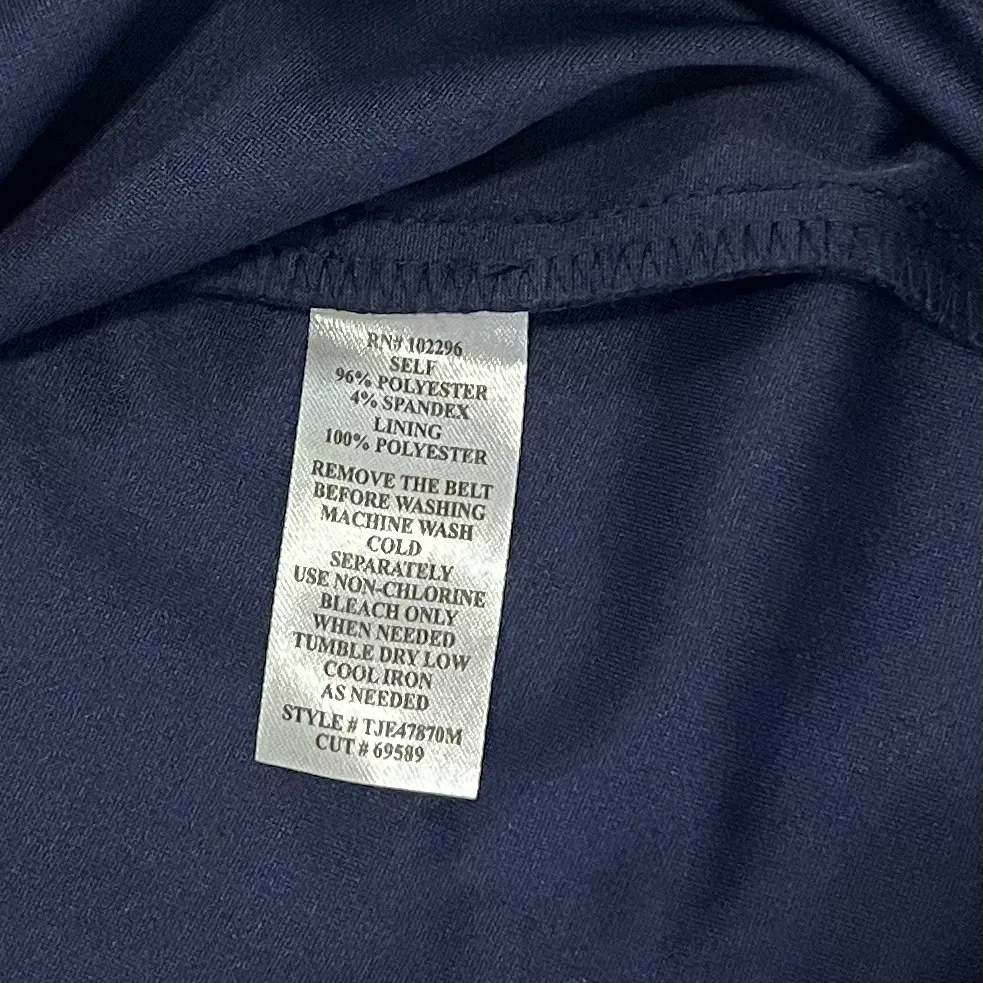 RN# 102296
SELF
96% POLYESTER
4% SPANDEX
LINING
100% POLYESTER
REMOVE THE BELT
BEFORE WASHING
MACHINE WASH
COLD
SEPARATELY
USE NON-CHLORINE
BLEACH ONLY
WHEN NEEDED
TUMBLE DRY LOW
COOL IRON
AS NEEDED
STYLE # TJE47870M
CUT # 69589